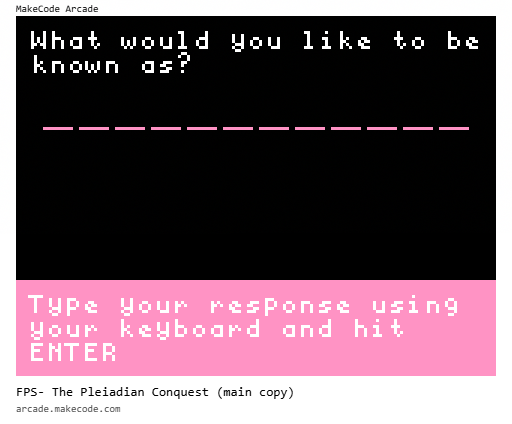 MakeCode Arcade
What would you like to be
known as?
Type your response using
your keyboard and hit
ENTER
FPS- The Pleiadian Conquest (main copy)
arcade.makecode.com